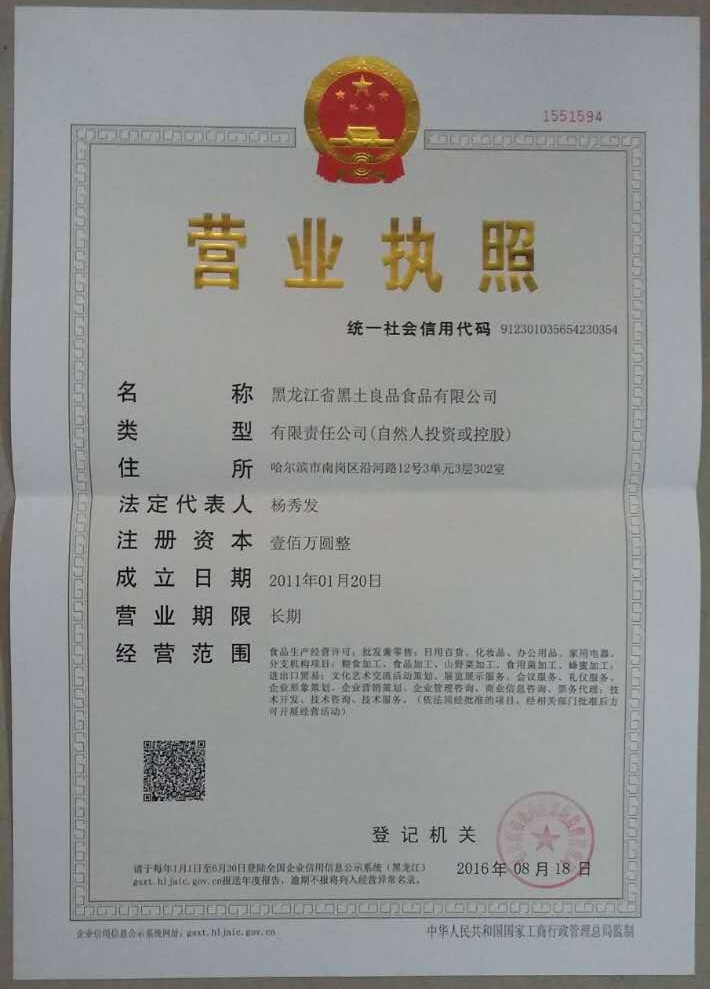 1551594
营业执照
统一社会信用代码 912301035654230354
名称 黑龙江省黑土良品食品有限公司
类型 有限责任公司(自然人投资或控股)
住所 哈尔滨市南岗区沿河路12号3单元3层302室
法定代表人 杨秀发
注册资本 壹佰万圆整
成立日期 2011年01月20日
营业期限 长期
经营范围 食品生产经营许可；批发兼零售：日用百货、化妆品、办公用品、家用电器。
分支机构项目：粮食加工、食品加工、山野菜加工、食用菌加工、蜂蜜加工；
进出口贸易；文化艺术交流活动策划、展览展示服务、会议服务、礼仪服务、
企业形象策划、企业营销策划、企业管理咨询、商业信息咨询、票务代理；技
术开发、技术咨询、技术服务。（依法须经批准的项目，经相关部门批准后方
可开展经营活动）
登记机关
2016年08月18日
请于每年1月1日至6月30日登陆全国企业信用信息公示系统（黑龙江）
gsxt.hljaic.gov.cn报送年度报告，逾期不报将列入经营异常名录。
企业信用信息公示系统网址：gsxt.hljaic.gov.cn
中华人民共和国国家工商行政管理总局监制